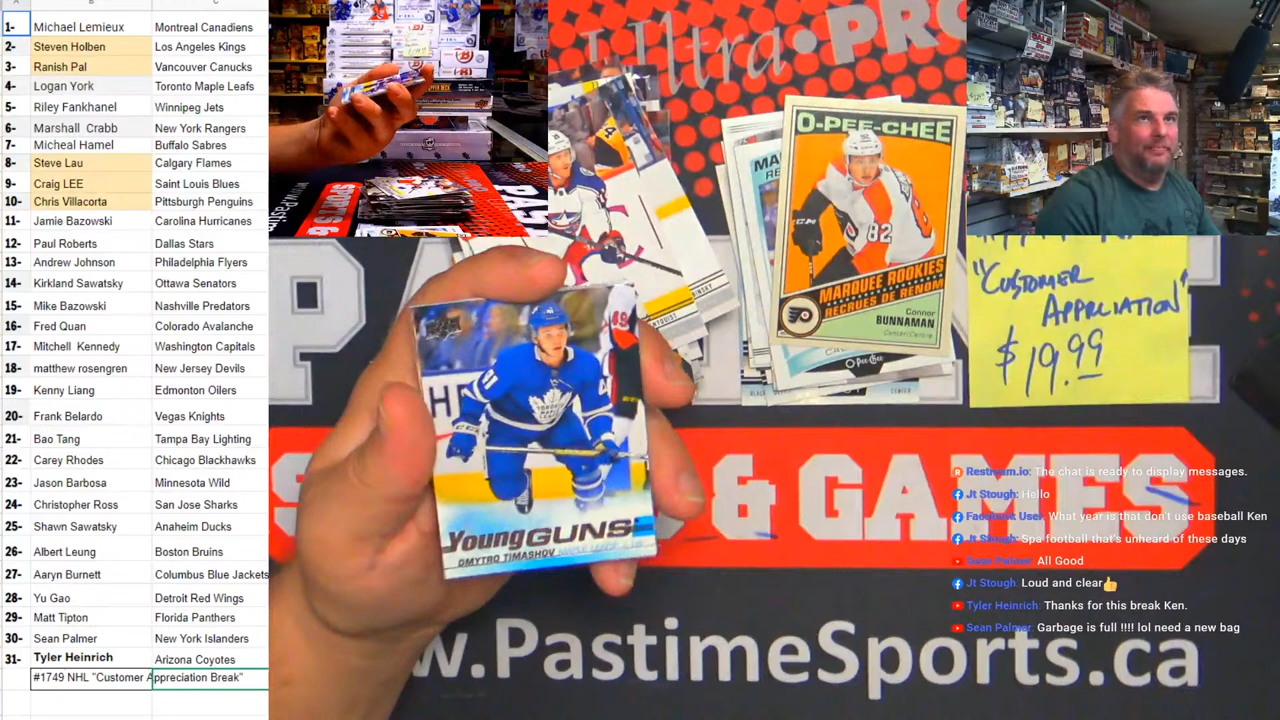 1- Montreal Canadiens
2- Steven Los Angeles Kings
3- Ranish Vancouver Canucks
4- Logan York Toronto Maple Leafs
5- Riley Fankhanel Winnipeg Jets
6- Marshall Crabb New York Rangers
7- Micheal Hamel Buffalo Sabres
8- Steve Lau Calgary Flames
9- Craig LEE Saint Louis Blues
10- Chris Villacorta Pittsburgh Penguins
11- Jamie Bazowski Carolina Hurricanes
12- Paul Roberts Dallas Stars
13- Andrew Johnson Philadelphia Flyers
14- Kirkland Sawatsky Ottawa Senators
15- Mike Bazowski Nashville Predators
16- Fred Quan Colorado Avalanche
17- Mitchell Kennedy Washington Capitals
18- matthew rosengren New Jersey Devils
19- Kenny Liang Edmonton Oilers
20- Frank Belardo Vegas Knights
21- Bao Tang Tampa Bay Lighting
22- Carey Rhodes Chicago Blackhawks
23- Jason Barbosa Minnesota Wild
24- Christopher Ross San Jose Sharks
25- Shawn Sawatsky Anaheim Ducks
26- Albert Leung Boston Bruins
27- Aaryn Burnett Columbus Blue Jackets
28- Yu Gao Detroit Red Wings
29- Matt Tipton Florida Panthers
30- Sean Palmer New York Islanders
31- Tyler Heinrich Arizona Coyotes
#1749 NHL "Customer Appreciation Break"
Ultra
O-PEE-CHEE
82
MARQUEE ROOKIES
RECRUES DE RENOM
Connor
BUNNAMAN
O-Pee-Chee
"CUSTOMER
APPRECIATION"
$19.99
41
Young GUNS
DMYTRO TIMASHOV
& GAMES
w.PastimeSports.ca
Restream.io: The chat is ready to display messages.
Jt Stough: Hello
Facebook User: What year is that don't use baseball Ken
Jt Stough: Spa football that's unheard of these days
Sean Palmer: All Good
Jt Stough: Loud and clear👍
Tyler Heinrich: Thanks for this break Ken.
Sean Palmer: Garbage is full !!!! lol need a new bag